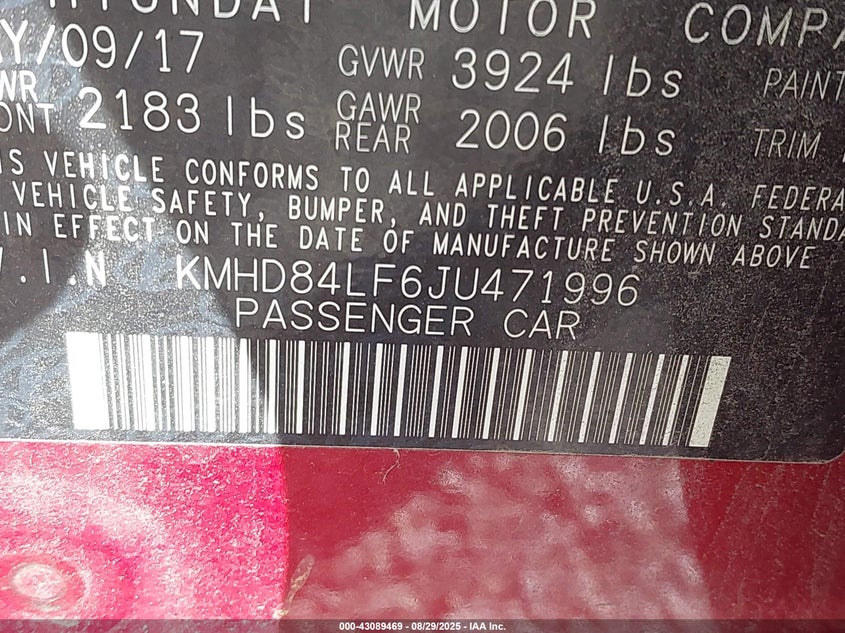 HYUNDAI MOTOR COMPA
AY/09/17 GVWR 3924 lbs PAINT
WR
ONT 2183 lbs GAWR REAR 2006 lbs TRIM
IS VEHICLE CONFORMS TO ALL APPLICABLE U.S.A. FEDERA
VEHICLE SAFETY, BUMPER, AND THEFT PREVENTION STANDA
IN EFFECT ON THE DATE OF MANUFACTURE SHOWN ABOVE
V.I.N KMHD84LF6JU471996
PASSENGER CAR
000-43089469 - 08/29/2025 - IAA Inc.